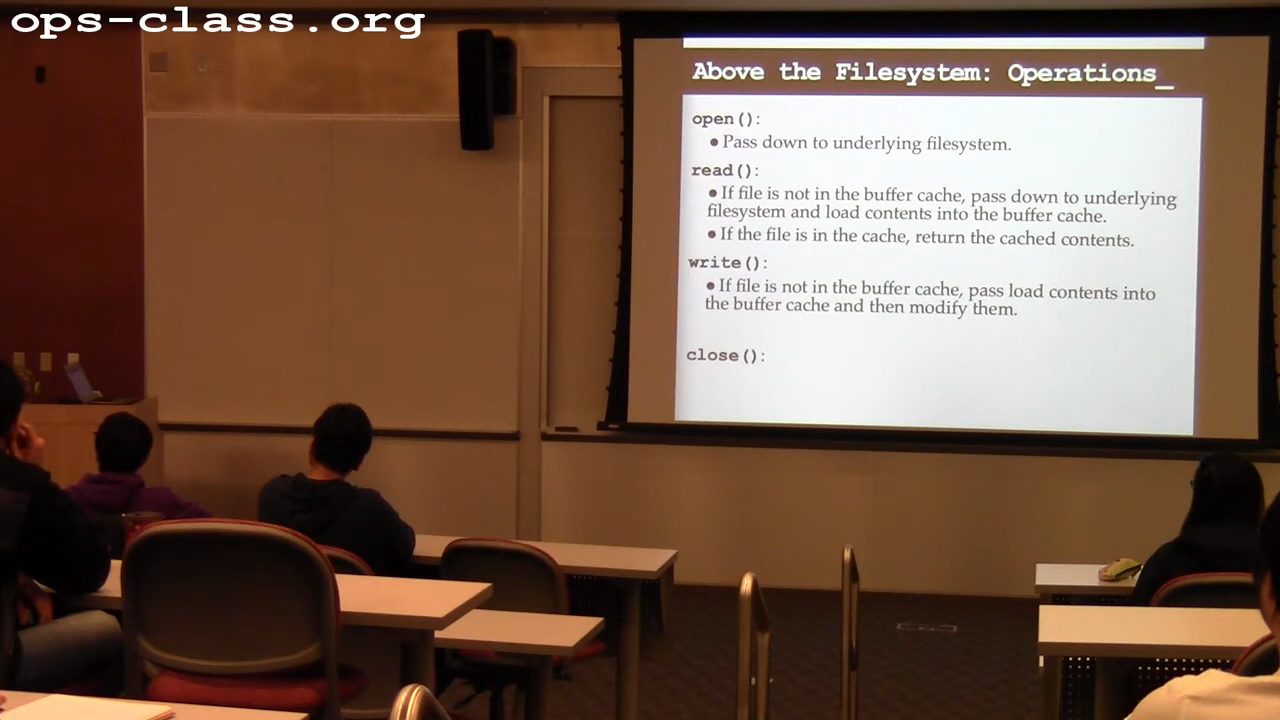 ops-class.org
Above the Filesystem: Operations_
open():
• Pass down to underlying filesystem.
read():
• If file is not in the buffer cache, pass down to underlying
filesystem and load contents into the buffer cache.
• If the file is in the cache, return the cached contents.
write():
• If file is not in the buffer cache, pass load contents into
the buffer cache and then modify them.
close():